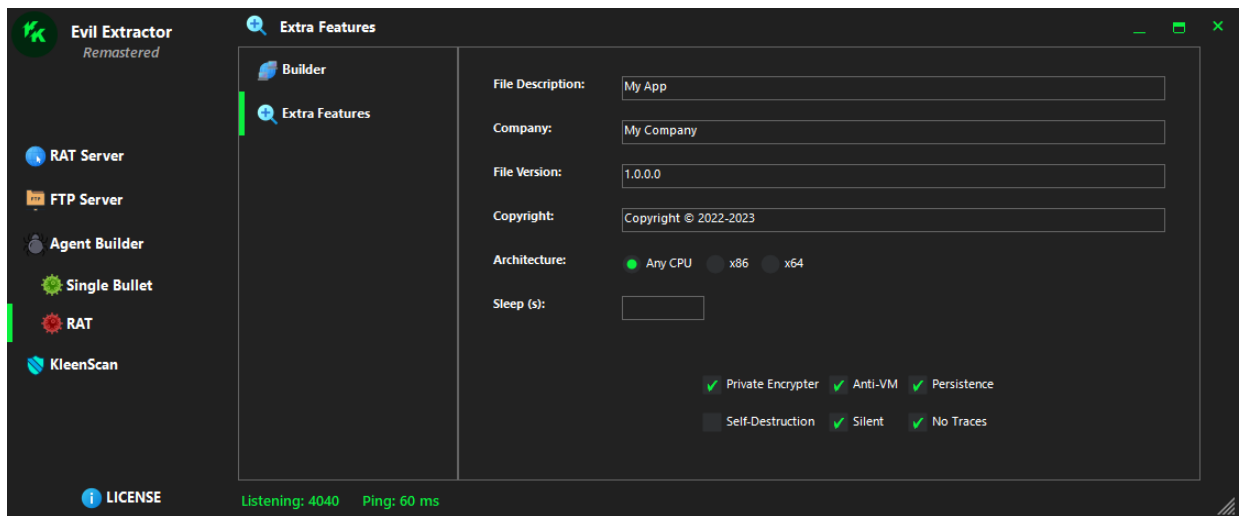 Evil Extractor
Remastered
RAT Server
FTP Server
Agent Builder
Single Bullet
RAT
KleenScan
LICENSE
Extra Features
Builder
Extra Features
File Description: My App
Company: My Company
File Version: 1.0.0.0
Copyright: Copyright © 2022-2023
Architecture: Any CPU x86 x64
Sleep (s):
Private Encrypter Anti-VM Persistence
Self-Destruction Silent No Traces
Listening: 4040 Ping: 60 ms